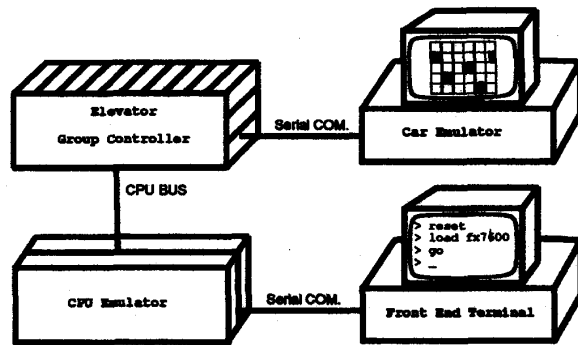 Elevator
Group Controller
Serial COM.
Car Emulator
CPU BUS
> reset
> load fx7600
> go
> _
CPU Emulator
Serial COM.
Front End Terminal